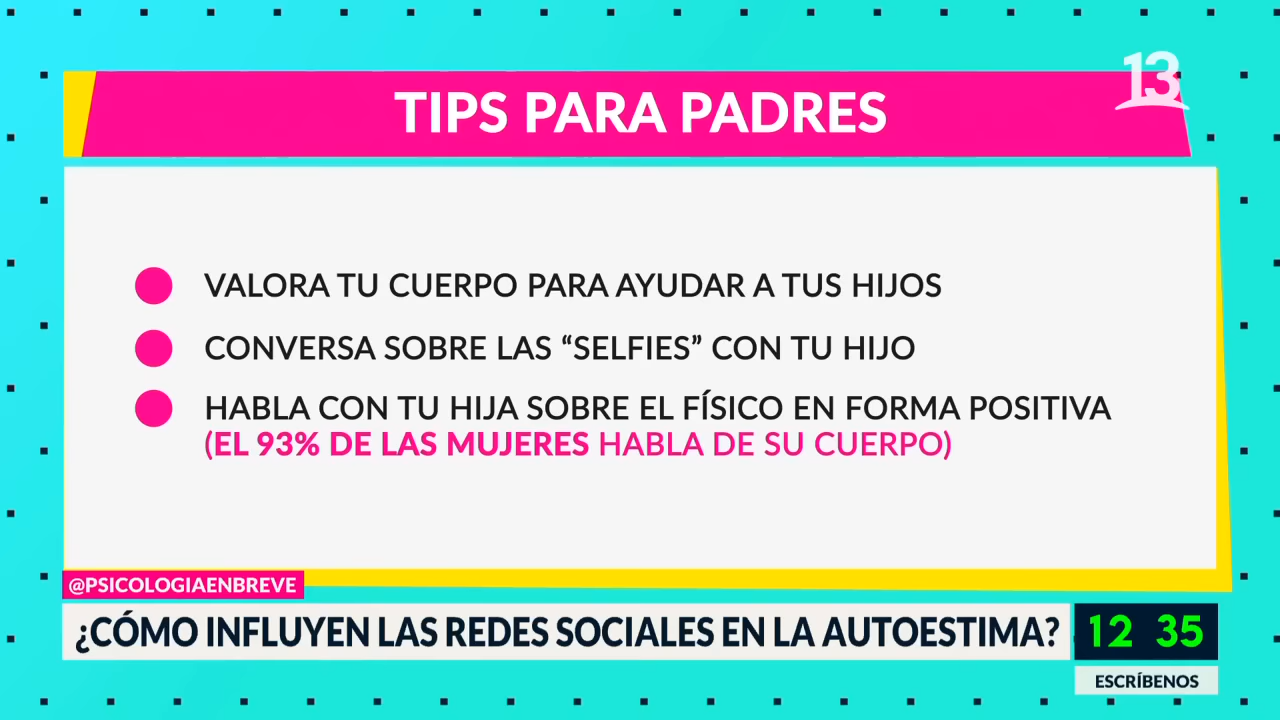 13
TIPS PARA PADRES
VALORA TU CUERPO PARA AYUDAR A TUS HIJOS
CONVERSA SOBRE LAS “SELFIES” CON TU HIJO
HABLA CON TU HIJA SOBRE EL FÍSICO EN FORMA POSITIVA
(EL 93% DE LAS MUJERES HABLA DE SU CUERPO)
@PSICOLOGIAENBREVE
¿CÓMO INFLUYEN LAS REDES SOCIALES EN LA AUTOESTIMA?
12 35
ESCRÍBENOS